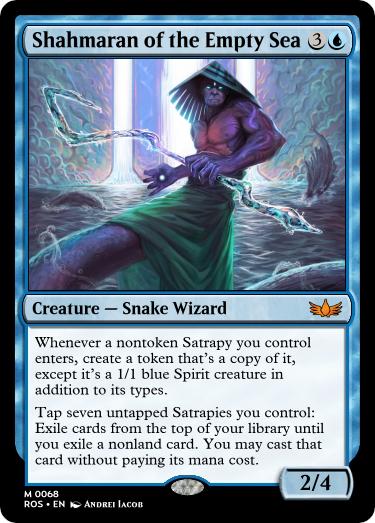 Shahmaran of the Empty Sea 3
Creature — Snake Wizard
Whenever a nontoken Satrapy you control
enters, create a token that's a copy of it,
except it's a 1/1 blue Spirit creature in
addition to its types.
Tap seven untapped Satrapies you control:
Exile cards from the top of your library until
you exile a nonland card. You may cast that
card without paying its mana cost.
2/4
M 0068
ROS • EN Andrei Iacob